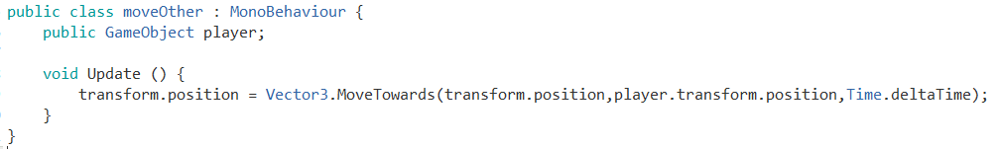 public class moveOther : MonoBehaviour {
    public GameObject player;

    void Update () {
        transform.position = Vector3.MoveTowards(transform.position,player.transform.position,Time.deltaTime);
    }
}